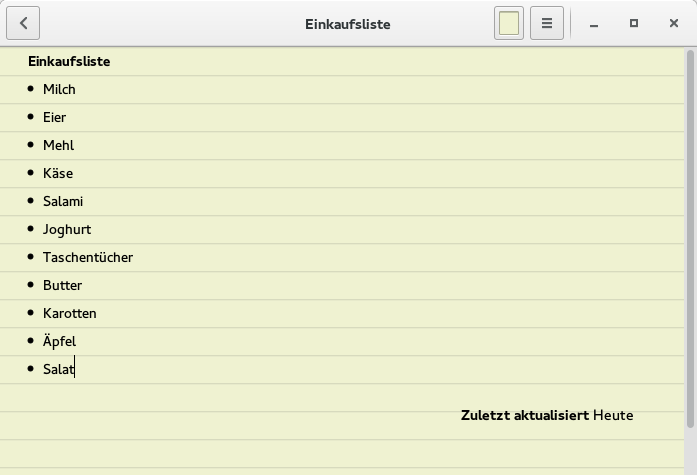 Einkaufsliste
Einkaufsliste
• Milch
• Eier
• Mehl
• Käse
• Salami
• Joghurt
• Taschentücher
• Butter
• Karotten
• Äpfel
• Salat
Zuletzt aktualisiert Heute